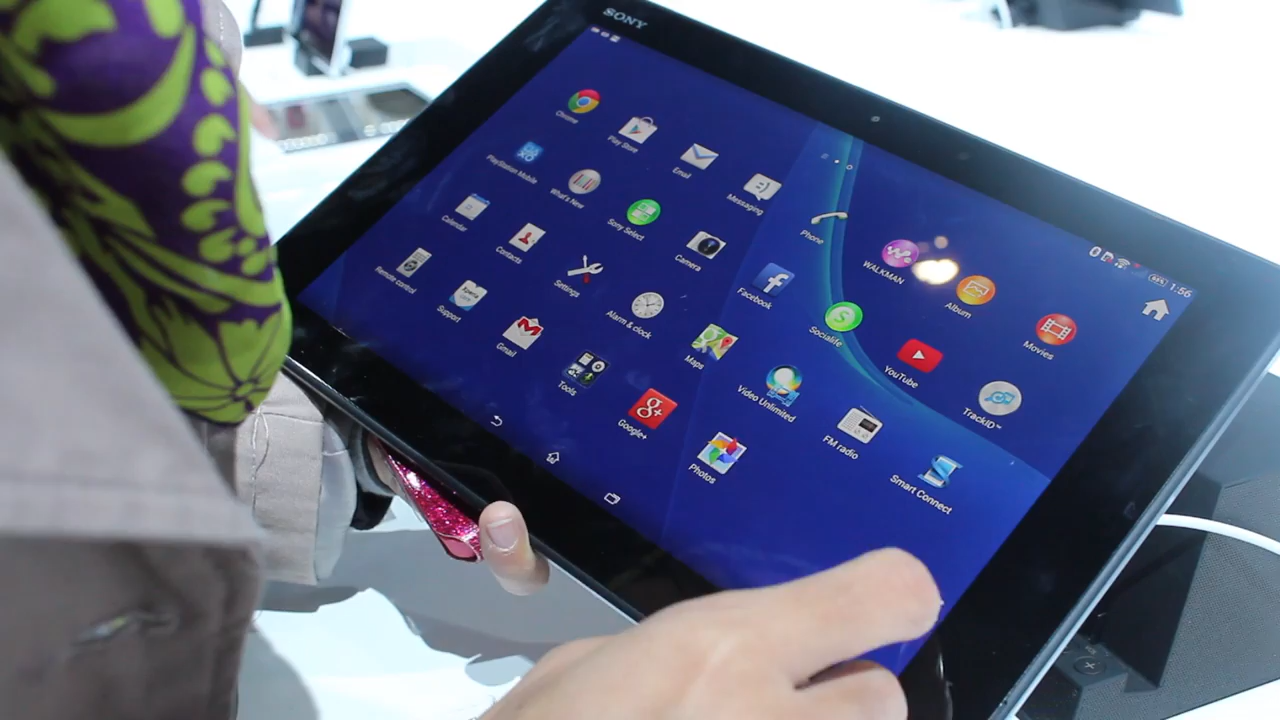 SONY
1:56
Chrome
Play Store
Email
Messaging
Phone
WALKMAN
Album
Movies
PlayStation Mobile
What's New
Sony Select
Camera
Facebook
Socialife
YouTube
TrackID™
Calendar
Contacts
Settings
Alarm & clock
Maps
Video Unlimited
FM radio
Smart Connect
Remote control
Support
Gmail
Tools
Google+
Photos